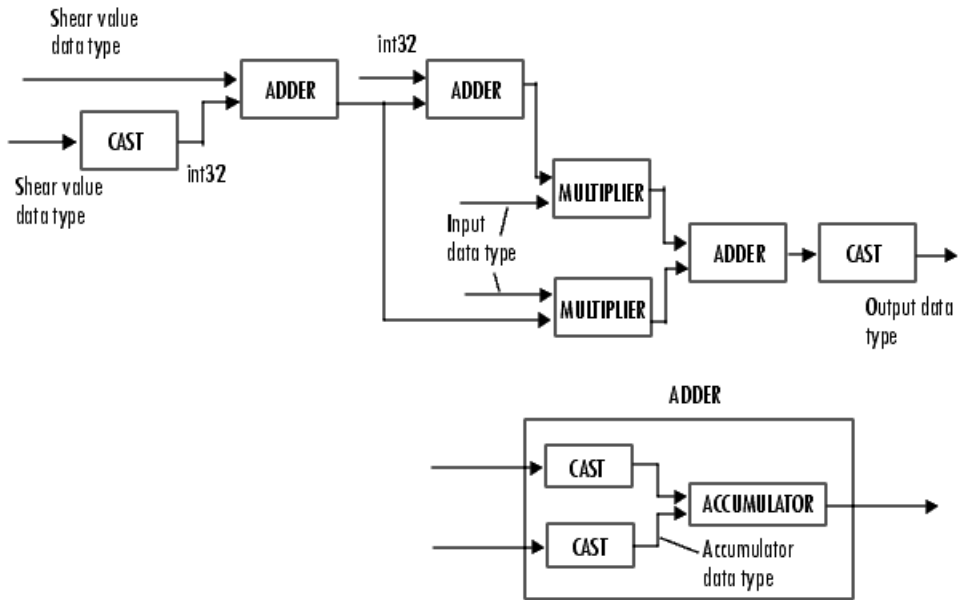 Shear value
data type
int32
ADDER
ADDER
CAST
int32
Shear value
data type
MULTIPLIER
Input
data type
ADDER
CAST
MULTIPLIER
Output data
type
ADDER
CAST
ACCUMULATOR
CAST
Accumulator
data type